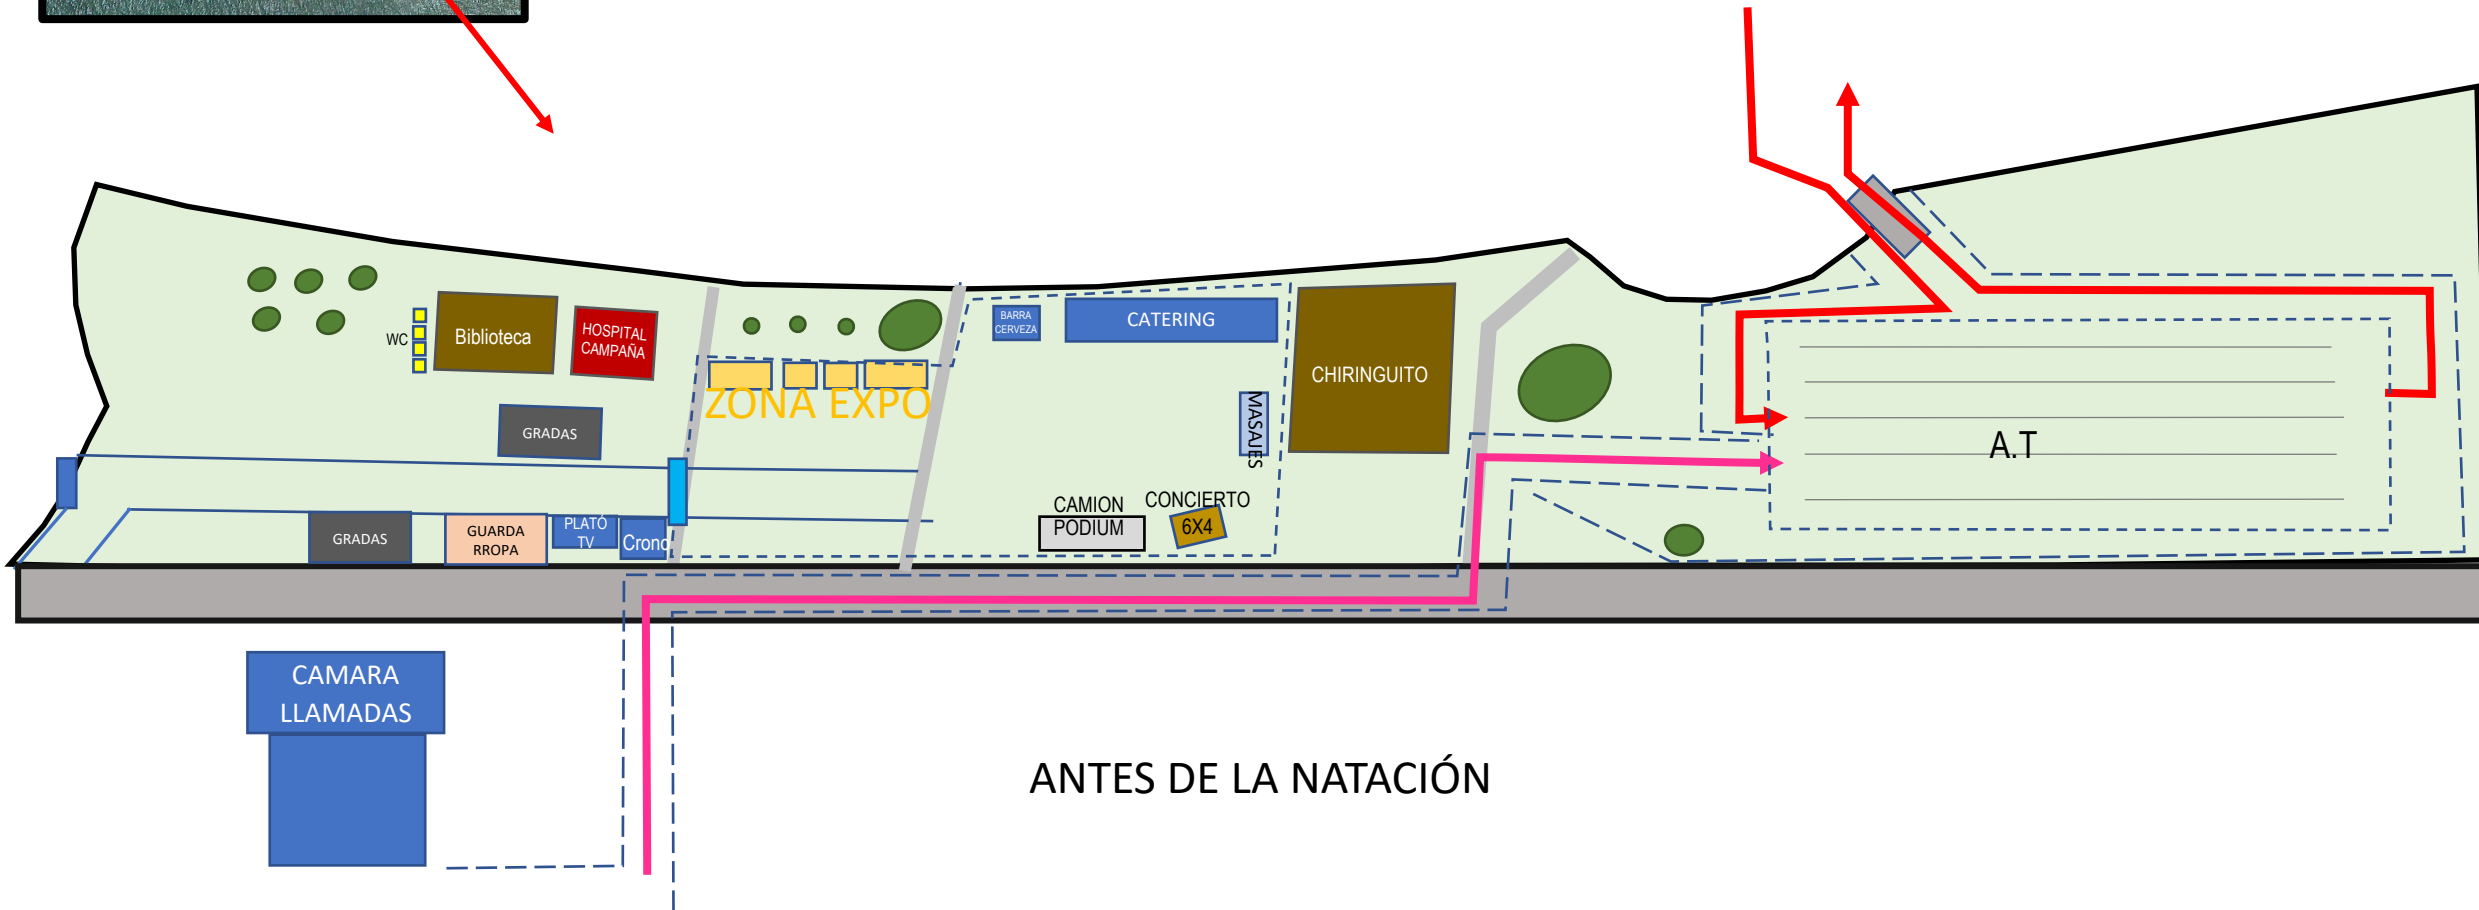 BARRA
CERVEZA
CATERING
WC
Biblioteca
HOSPITAL
CAMPAÑA
CHIRINGUITO
ZONA EXPO
MASAJES
GRADAS
A.T
CAMION
PODIUM
CONCIERTO
6X4
GRADAS
GUARDA
RROPA
PLATÓ
TV
Crono
CAMARA
LLAMADAS
ANTES DE LA NATACIÓN